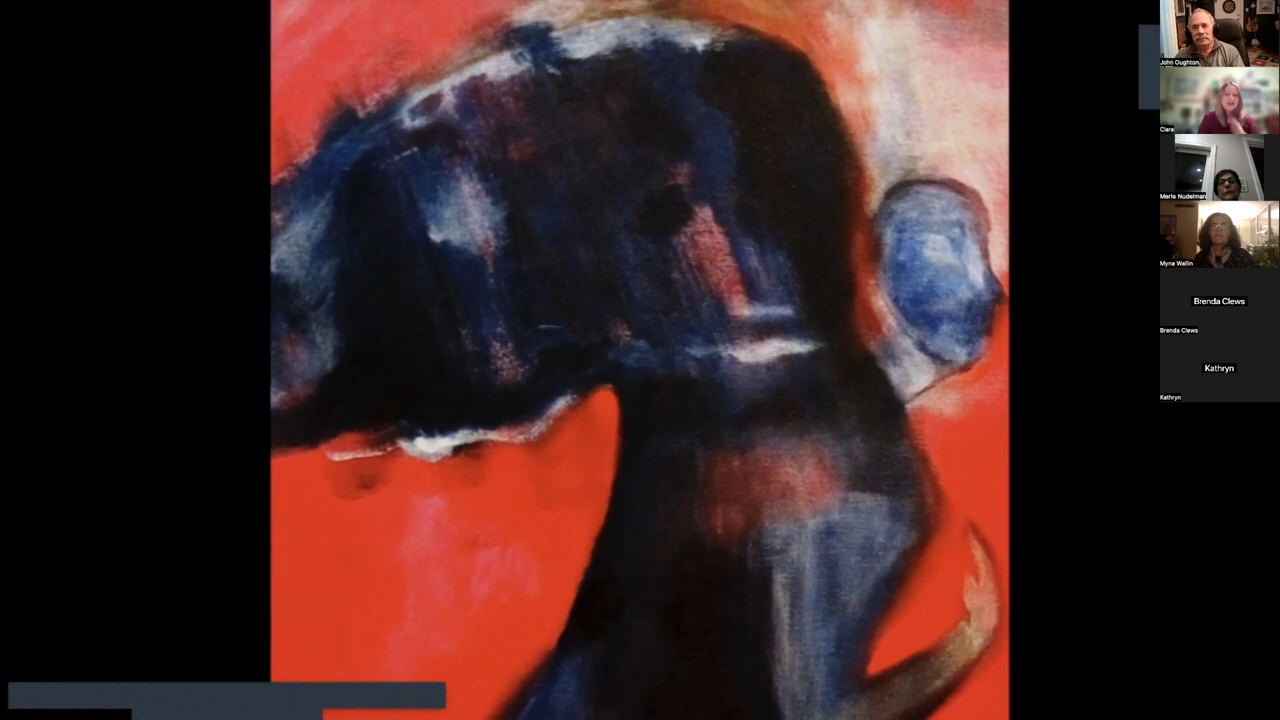 John Oughton
Clara
Merle Nudelman
Myna Wallin
Brenda Clews
Brenda Clews
Kathryn
Kathryn